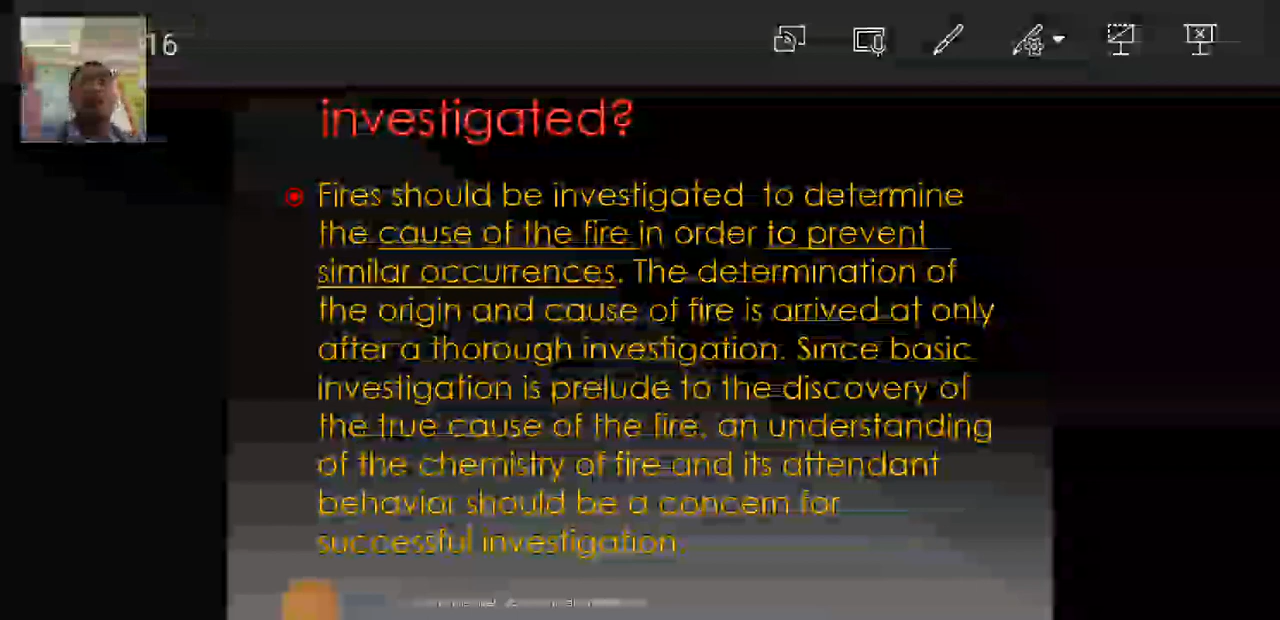 16
investigated?
Fires should be investigated to determine
the cause of the fire in order to prevent
similar occurrences. The determination of
the origin and cause of fire is arrived at only
after a thorough investigation. Since basic
investigation is prelude to the discovery of
the true cause of the fire, an understanding
of the chemistry of fire and its attendant
behavior should be a concern for
successful investigation.